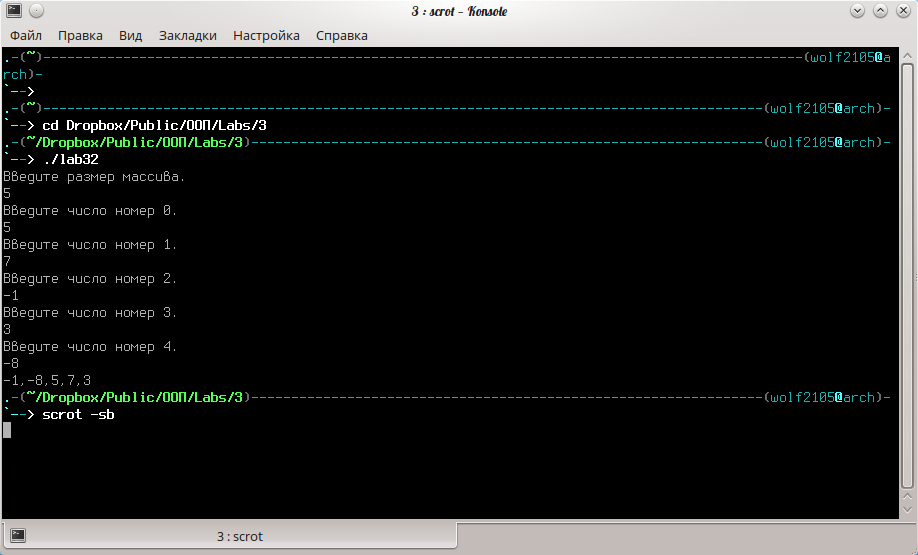 3 : scrot – Konsole
Файл Правка Вид Закладки Настройка Справка
.-(~)------------------------------------------------------------------------------------------------(wolf2105@a
rch)-
`-->
.-(~)-------------------------------------------------------------------------------------------(wolf2105@arch)-
`--> cd Dropbox/Public/ООП/Labs/3
.-(~/Dropbox/Public/ООП/Labs/3)-----------------------------------------------------------------(wolf2105@arch)-
`--> ./lab32
Введите размер массива.
5
Введите число номер 0.
5
Введите число номер 1.
7
Введите число номер 2.
-1
Введите число номер 3.
3
Введите число номер 4.
-8
-1,-8,5,7,3
.-(~/Dropbox/Public/ООП/Labs/3)-----------------------------------------------------------------(wolf2105@arch)-
`--> scrot -sb
3 : scrot